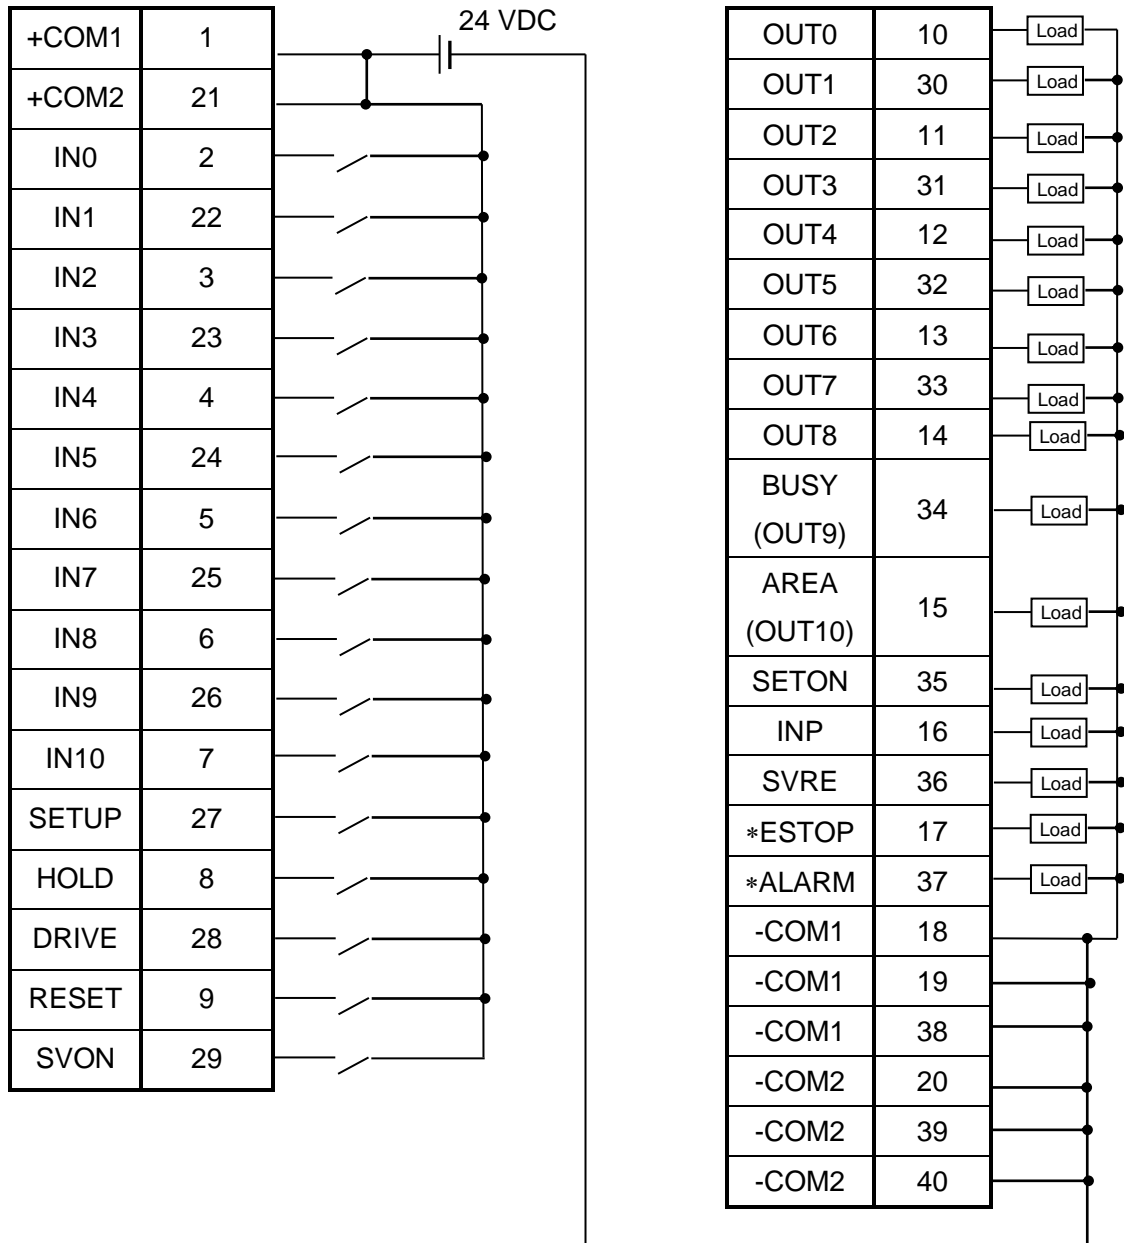 24 VDC
+COM1 1
+COM2 21
IN0 2
IN1 22
IN2 3
IN3 23
IN4 4
IN5 24
IN6 5
IN7 25
IN8 6
IN9 26
IN10 7
SETUP 27
HOLD 8
DRIVE 28
RESET 9
SVON 29
OUT0 10 Load
OUT1 30 Load
OUT2 11 Load
OUT3 31 Load
OUT4 12 Load
OUT5 32 Load
OUT6 13 Load
OUT7 33 Load
OUT8 14 Load
BUSY
(OUT9) 34 Load
AREA
(OUT10) 15 Load
SETON 35 Load
INP 16 Load
SVRE 36 Load
*ESTOP 17 Load
*ALARM 37 Load
-COM1 18
-COM1 19
-COM1 38
-COM2 20
-COM2 39
-COM2 40